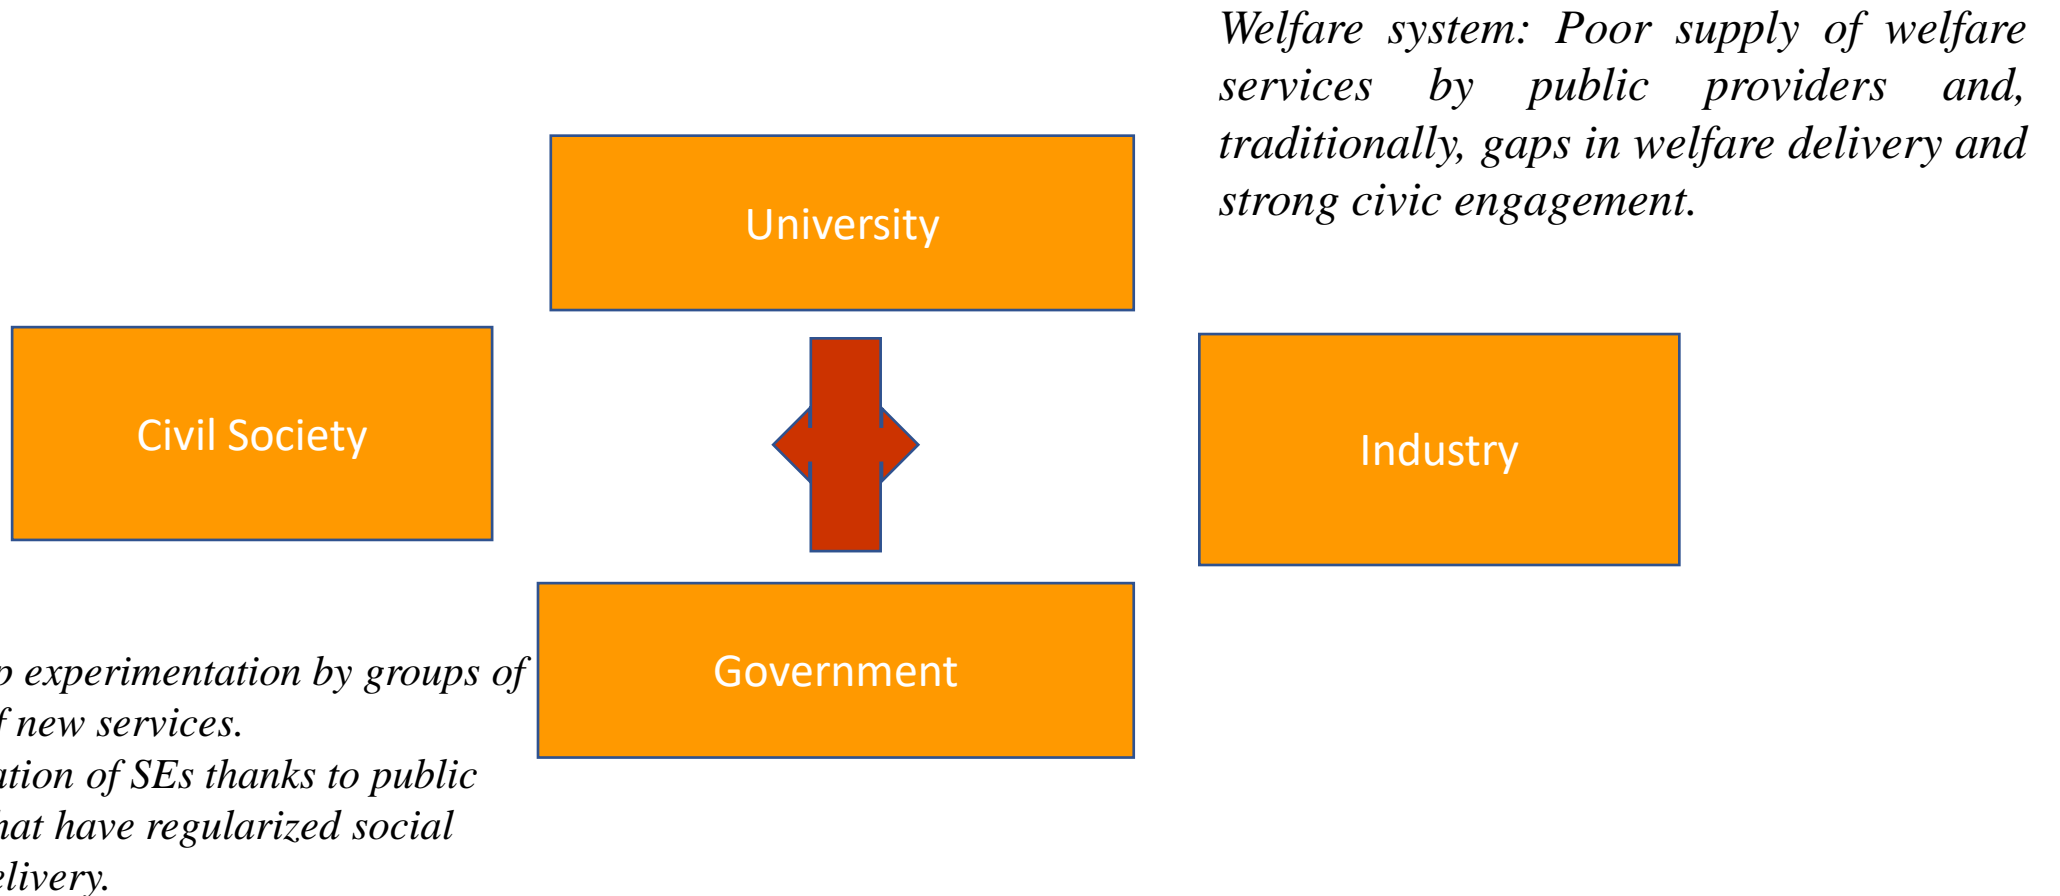 Welfare system: Poor supply of welfare
services by public providers and,
traditionally, gaps in welfare delivery and
strong civic engagement.
University
Civil Society
Industry
Government
experimentation by groups of
new services.
of SEs thanks to public
have regularized social